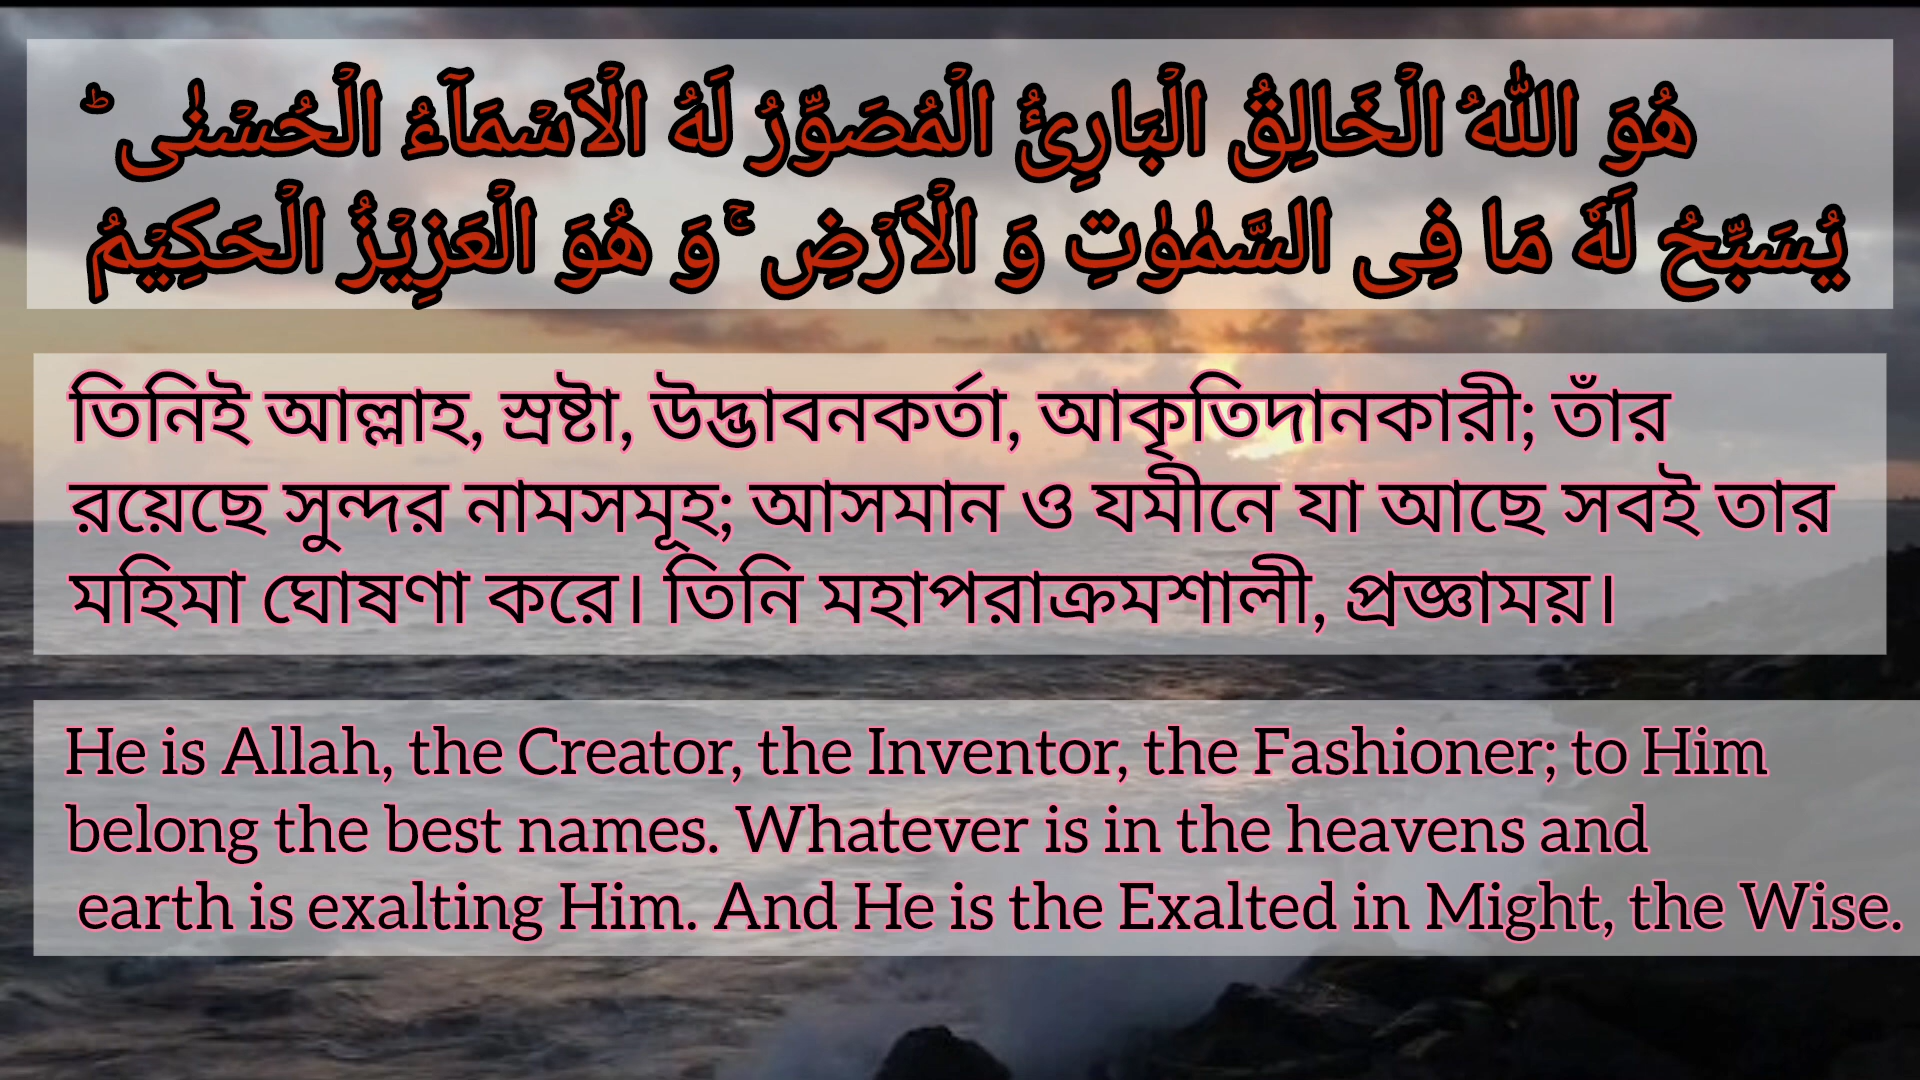 هُوَ اللّٰهُ الْخَالِقُ الْبَارِئُ الْمُصَوِّرُ لَهُ الْاَسْمَآءُ الْحُسْنٰى ؕ
يُسَبِّحُ لَهٗ مَا فِى السَّمٰوٰتِ وَ الْاَرْضِ ۚ وَ هُوَ الْعَزِيْزُ الْحَكِيْمُ
তিনিই আল্লাহ, স্রষ্টা, উদ্ভাবনকর্তা, আকৃতিদানকারী; তাঁর
রয়েছে সুন্দর নামসমূহ; আসমান ও যমীনে যা আছে সবই তার
মহিমা ঘোষণা করে। তিনি মহাপরাক্রমশালী, প্রজ্ঞাময়।
He is Allah, the Creator, the Inventor, the Fashioner; to Him
belong the best names. Whatever is in the heavens and
earth is exalting Him. And He is the Exalted in Might, the Wise.